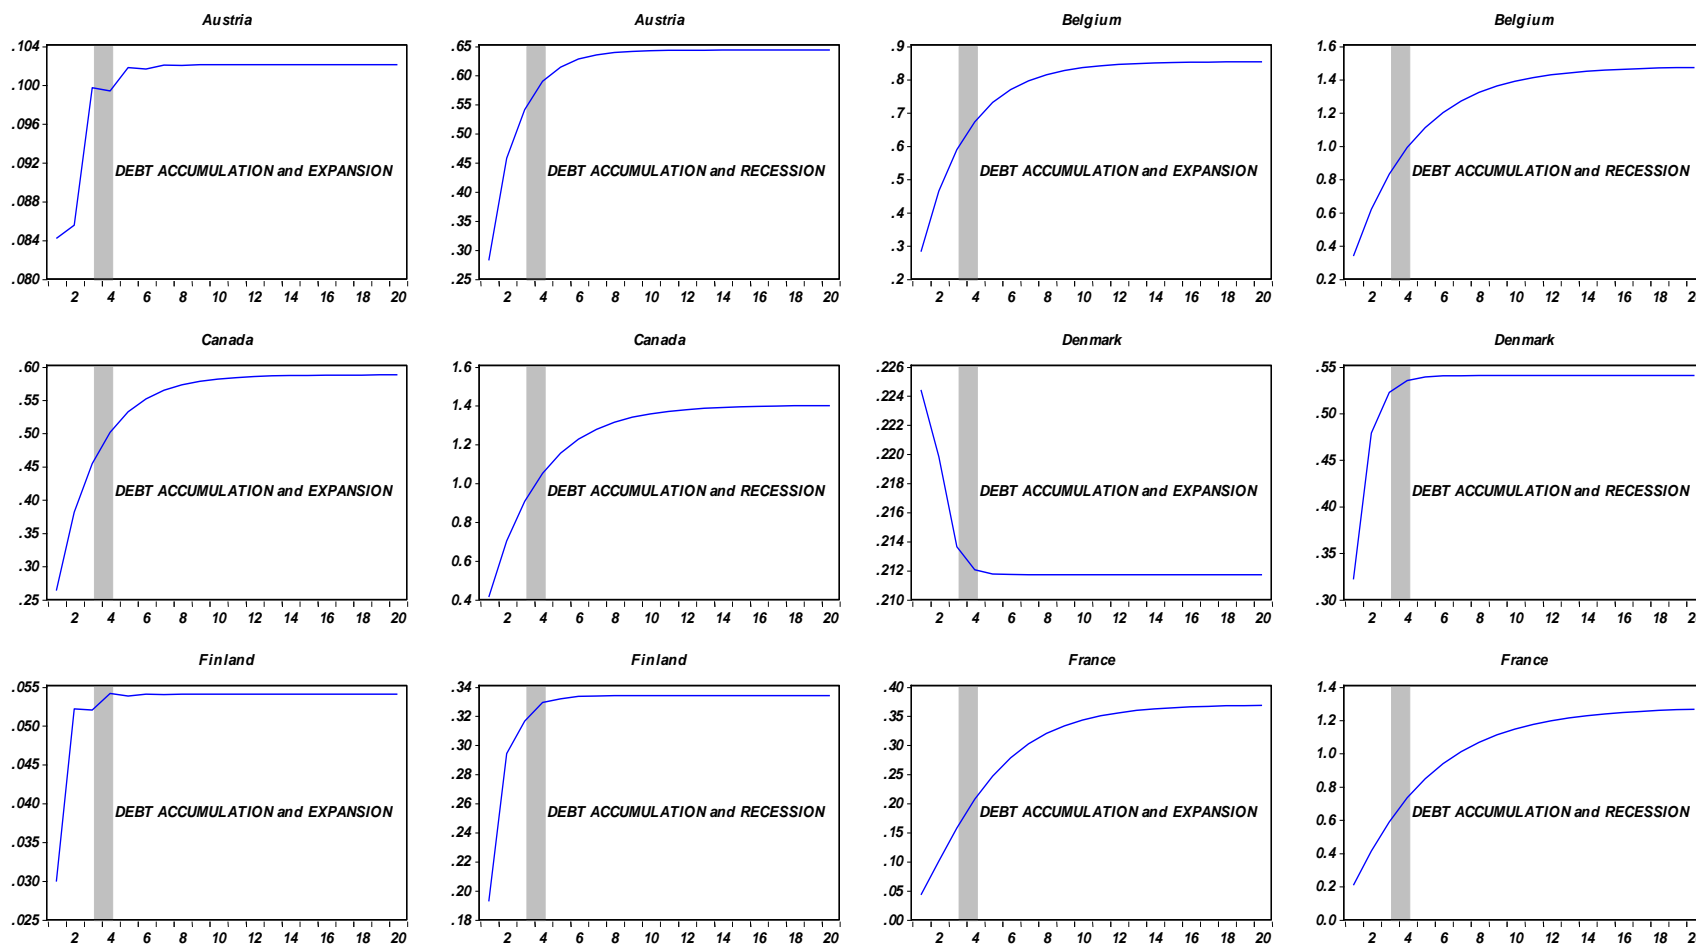 Austria Austria Belgium Belgium
.104 .65 .9 1.6
.100 .60 .8 1.4
.096 .55 .7 1.2
.092 .50 .6 1.0
.088 .45 .5 0.8
.084 .40 .4 0.6
.080 .35 .3 0.4
.30 .2 0.2
.25
DEBT ACCUMULATION and EXPANSION DEBT ACCUMULATION and RECESSION DEBT ACCUMULATION and EXPANSION DEBT ACCUMULATION and RECESSION
2 4 6 8 10 12 14 16 18 20 2 4 6 8 10 12 14 16 18 20 2 4 6 8 10 12 14 16 18 20 2 4 6 8 10 12 14 16 18
Canada Canada Denmark Denmark
.60 1.6 .226 .55
.55 1.4 .224 .50
.50 1.2 .222 .45
.45 1.0 .220 .40
.40 0.8 .218 .35
.35 0.6 .216 .30
.30 0.4 .214
.25 .212
.210
DEBT ACCUMULATION and EXPANSION DEBT ACCUMULATION and RECESSION DEBT ACCUMULATION and EXPANSION DEBT ACCUMULATION and RECESSION
2 4 6 8 10 12 14 16 18 20 2 4 6 8 10 12 14 16 18 20 2 4 6 8 10 12 14 16 18 20 2 4 6 8 10 12 14 16 18
Finland Finland France France
.055 .34 .40 1.4
.050 .32 .35 1.2
.045 .30 .30 1.0
.040 .28 .25 0.8
.035 .26 .20 0.6
.030 .24 .15 0.4
.025 .22 .10 0.2
.20 .05 0.0
.18 .00
DEBT ACCUMULATION and EXPANSION DEBT ACCUMULATION and RECESSION DEBT ACCUMULATION and EXPANSION DEBT ACCUMULATION and RECESSION
2 4 6 8 10 12 14 16 18 20 2 4 6 8 10 12 14 16 18 20 2 4 6 8 10 12 14 16 18 20 2 4 6 8 10 12 14 16 18